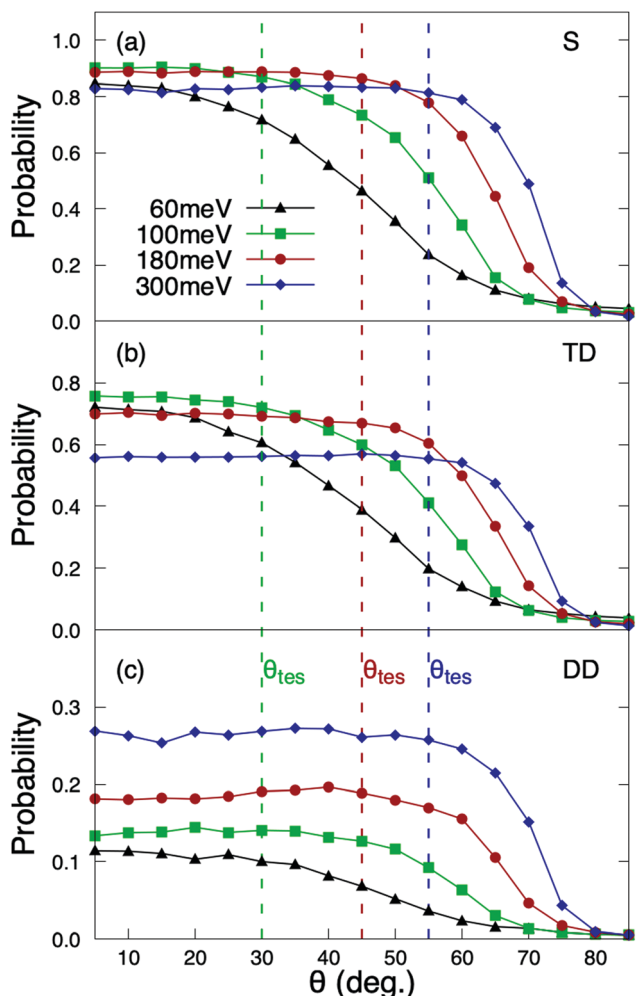 (a)
S
Probability
1.0
0.8
0.6
0.4
0.2
0.0
60meV
100meV
180meV
300meV
(b)
TD
Probability
0.8
0.6
0.4
0.2
0.0
(c)
θtes
θtes
θtes
DD
Probability
0.3
0.2
0.1
0.0
10 20 30 40 50 60 70 80
θ (deg.)